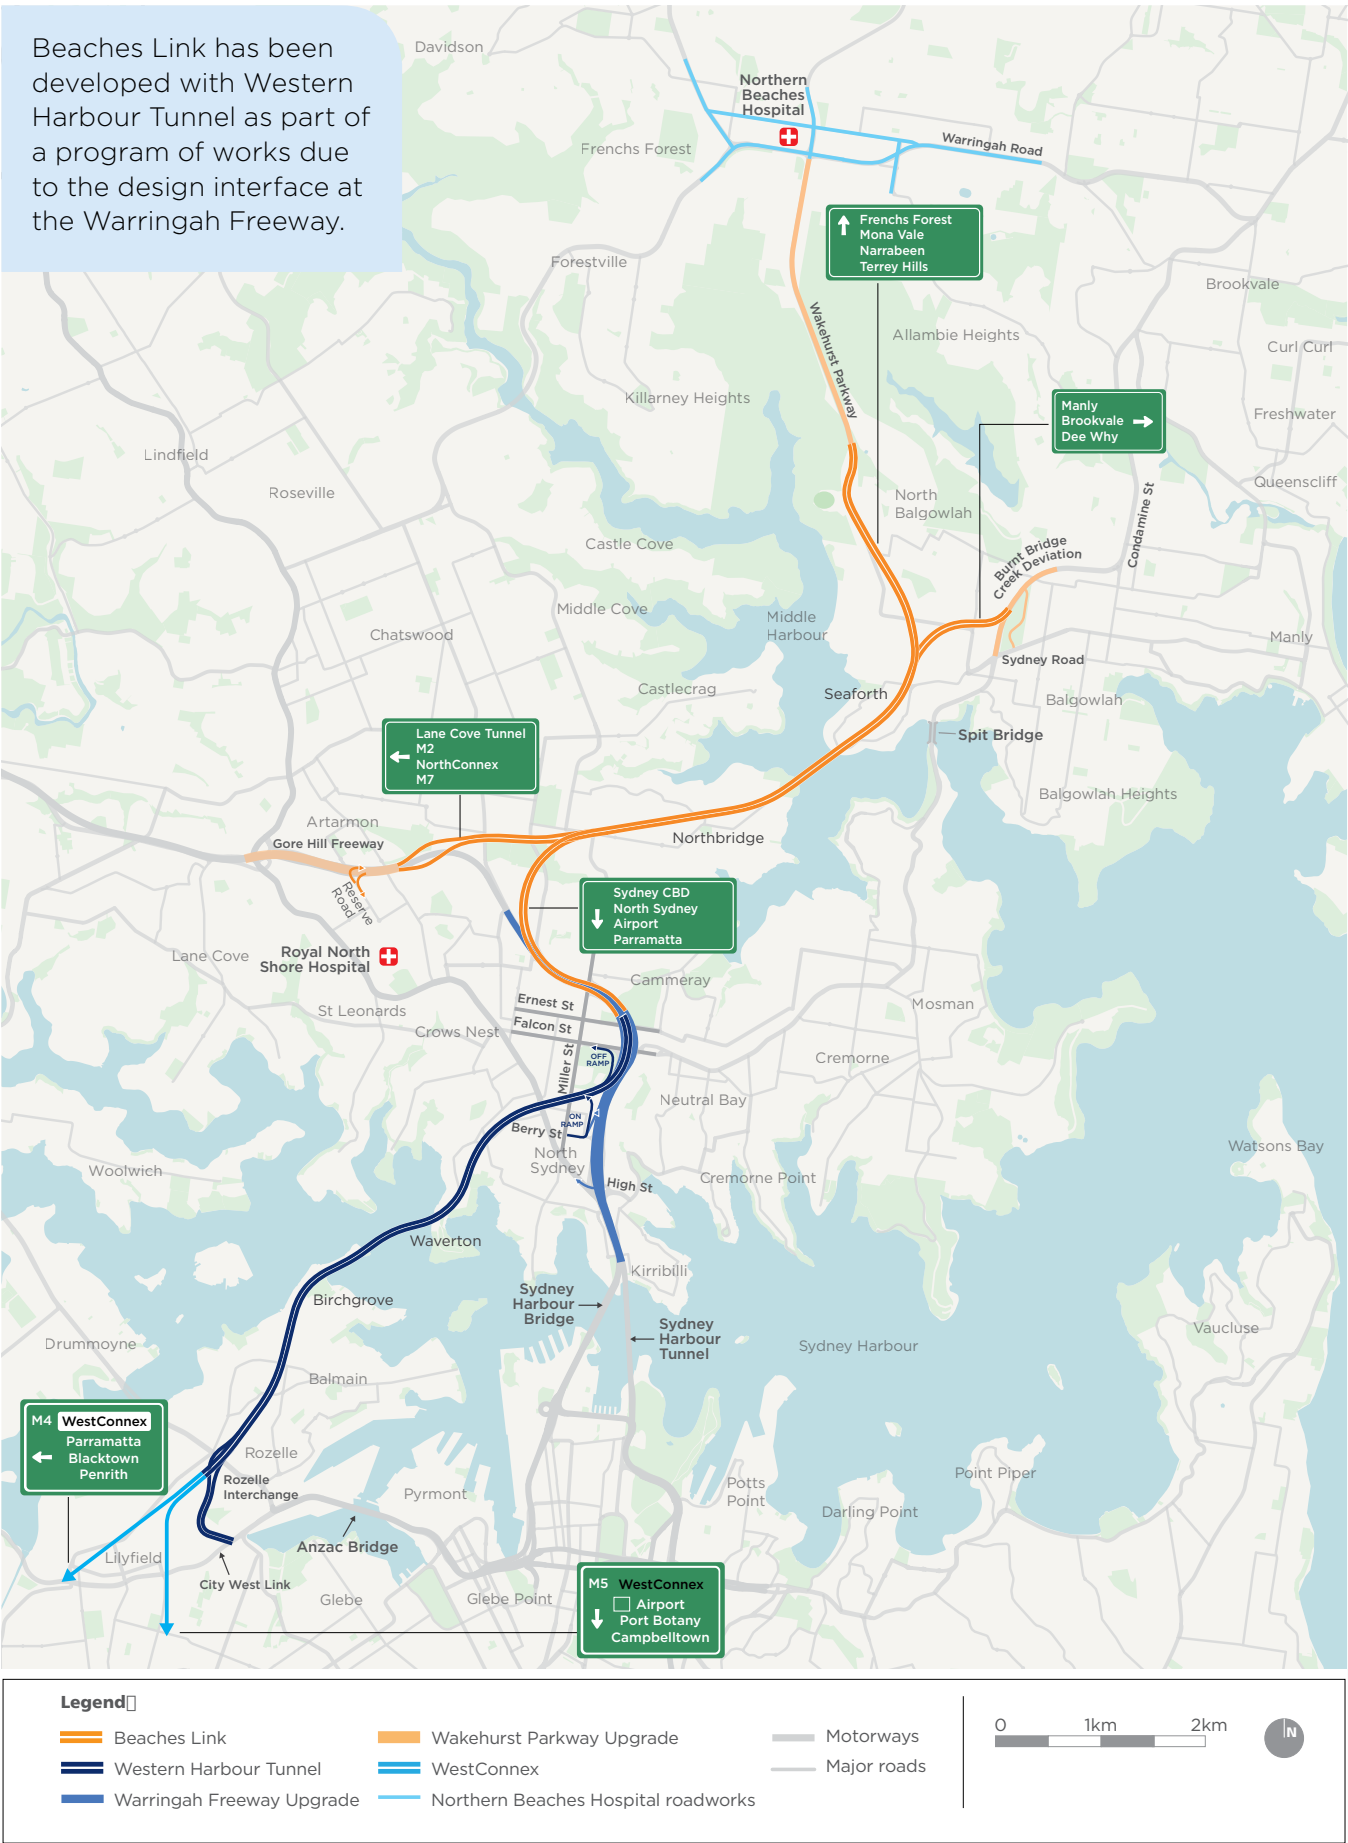 Beaches Link has been
developed with Western
Harbour Tunnel as part of
a program of works due
to the design interface at
the Warringah Freeway.
Davidson
Northern
Beaches
Hospital
Warringah Road
Frenchs Forest
Frenchs Forest
Mona Vale
Narrabeen
Terrey Hills
Forestville
Brookvale
Wakehurst Parkway
Allambie Heights
Curl Curl
Killarney Heights
Manly
Brookvale
Dee Why
Freshwater
Lindfield
Roseville
Queenscliff
North
Balgowlah
Condamine St
Castle Cove
Burnt Bridge
Creek Deviation
Middle Cove
Middle
Harbour
Chatswood
Manly
Sydney Road
Castlecrag
Seaforth
Balgowlah
Spit Bridge
Lane Cove Tunnel
M2
NorthConnex
M7
Balgowlah Heights
Artarmon
Gore Hill Freeway
Northbridge
Reserve
Road
Sydney CBD
North Sydney
Airport
Parramatta
Lane Cove
Royal North
Shore Hospital
Cammeray
Ernest St
St Leonards
Falcon St
Crows Nest
Mosman
Miller St
OFF
RAMP
Cremorne
Neutral Bay
ON
RAMP
Berry St
North
Sydney
Watsons Bay
Woolwich
High St
Cremorne Point
Waverton
Kirribilli
Birchgrove
Sydney
Harbour
Bridge
Sydney
Harbour
Tunnel
Drummoyne
Sydney Harbour
Vaucluse
Balmain
M4 WestConnex
Parramatta
Blacktown
Penrith
Rozelle
Rozelle
Interchange
Pyrmont
Potts
Point
Point Piper
Darling Point
Anzac Bridge
Lilyfield
City West Link
Glebe
Glebe Point
M5 WestConnex
Airport
Port Botany
Campbelltown
Legend
Beaches Link
Western Harbour Tunnel
Warringah Freeway Upgrade
Wakehurst Parkway Upgrade
WestConnex
Northern Beaches Hospital roadworks
Motorways
Major roads
0 1km 2km
N